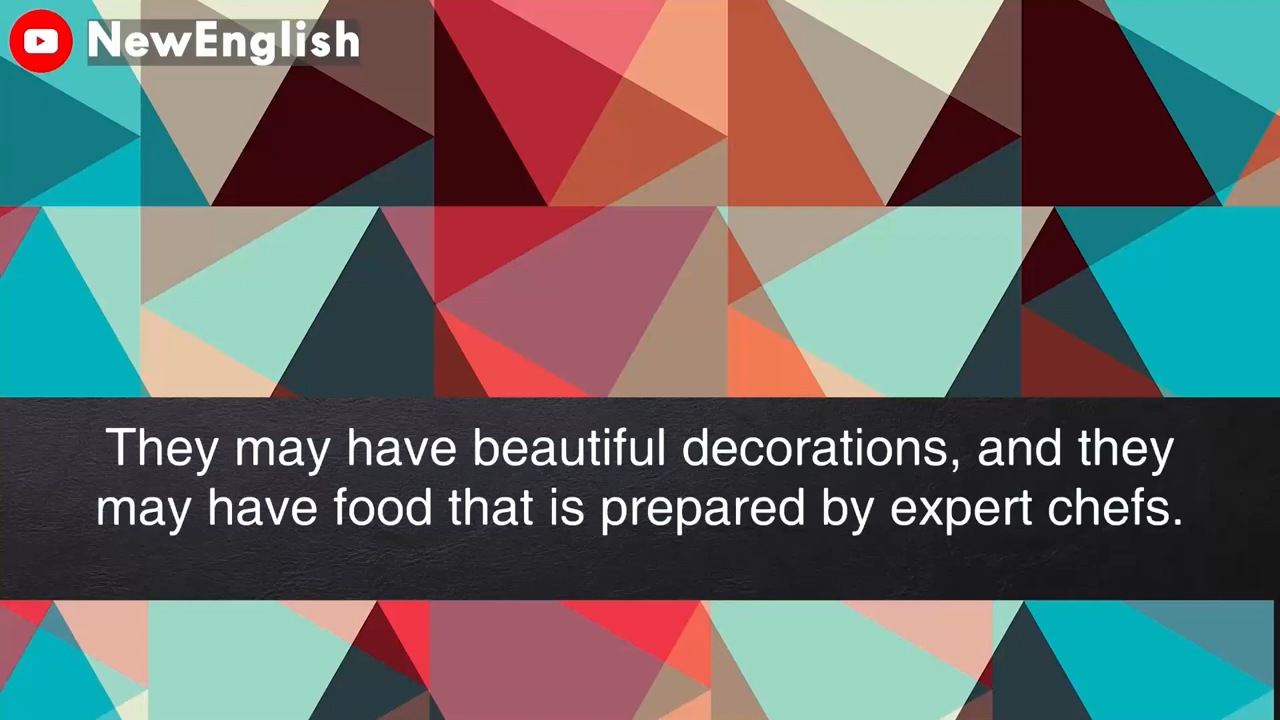 NewEnglish
They may have beautiful decorations, and they
may have food that is prepared by expert chefs.